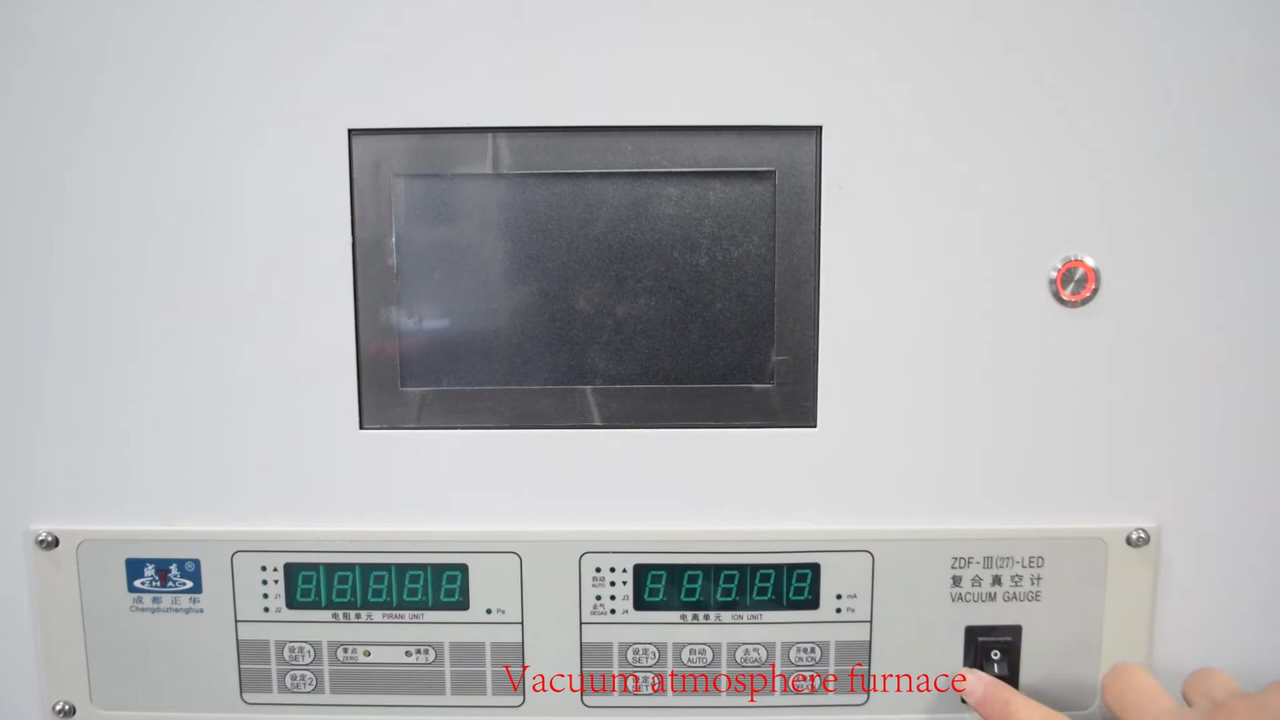 成真®
ZHAC
成都正华
Chengduzhenghua
J1
J2
8.8.8.8.8.
Pa
电阻单元 PIRANI UNIT
设定1
SET
零点
ZERO
满度
F·S
设定2
SET
自动
AUTO
J3
去气
DEGAS
J4
8.8.8.8.8.
mA
Pa
电离单元 ION UNIT
设定3
SET
自动
AUTO
去气
DEGAS
开电离
ON ION
ZDF-III(27)-LED
复合真空计
VACUUM GAUGE
Vacuum atmosphere furnace